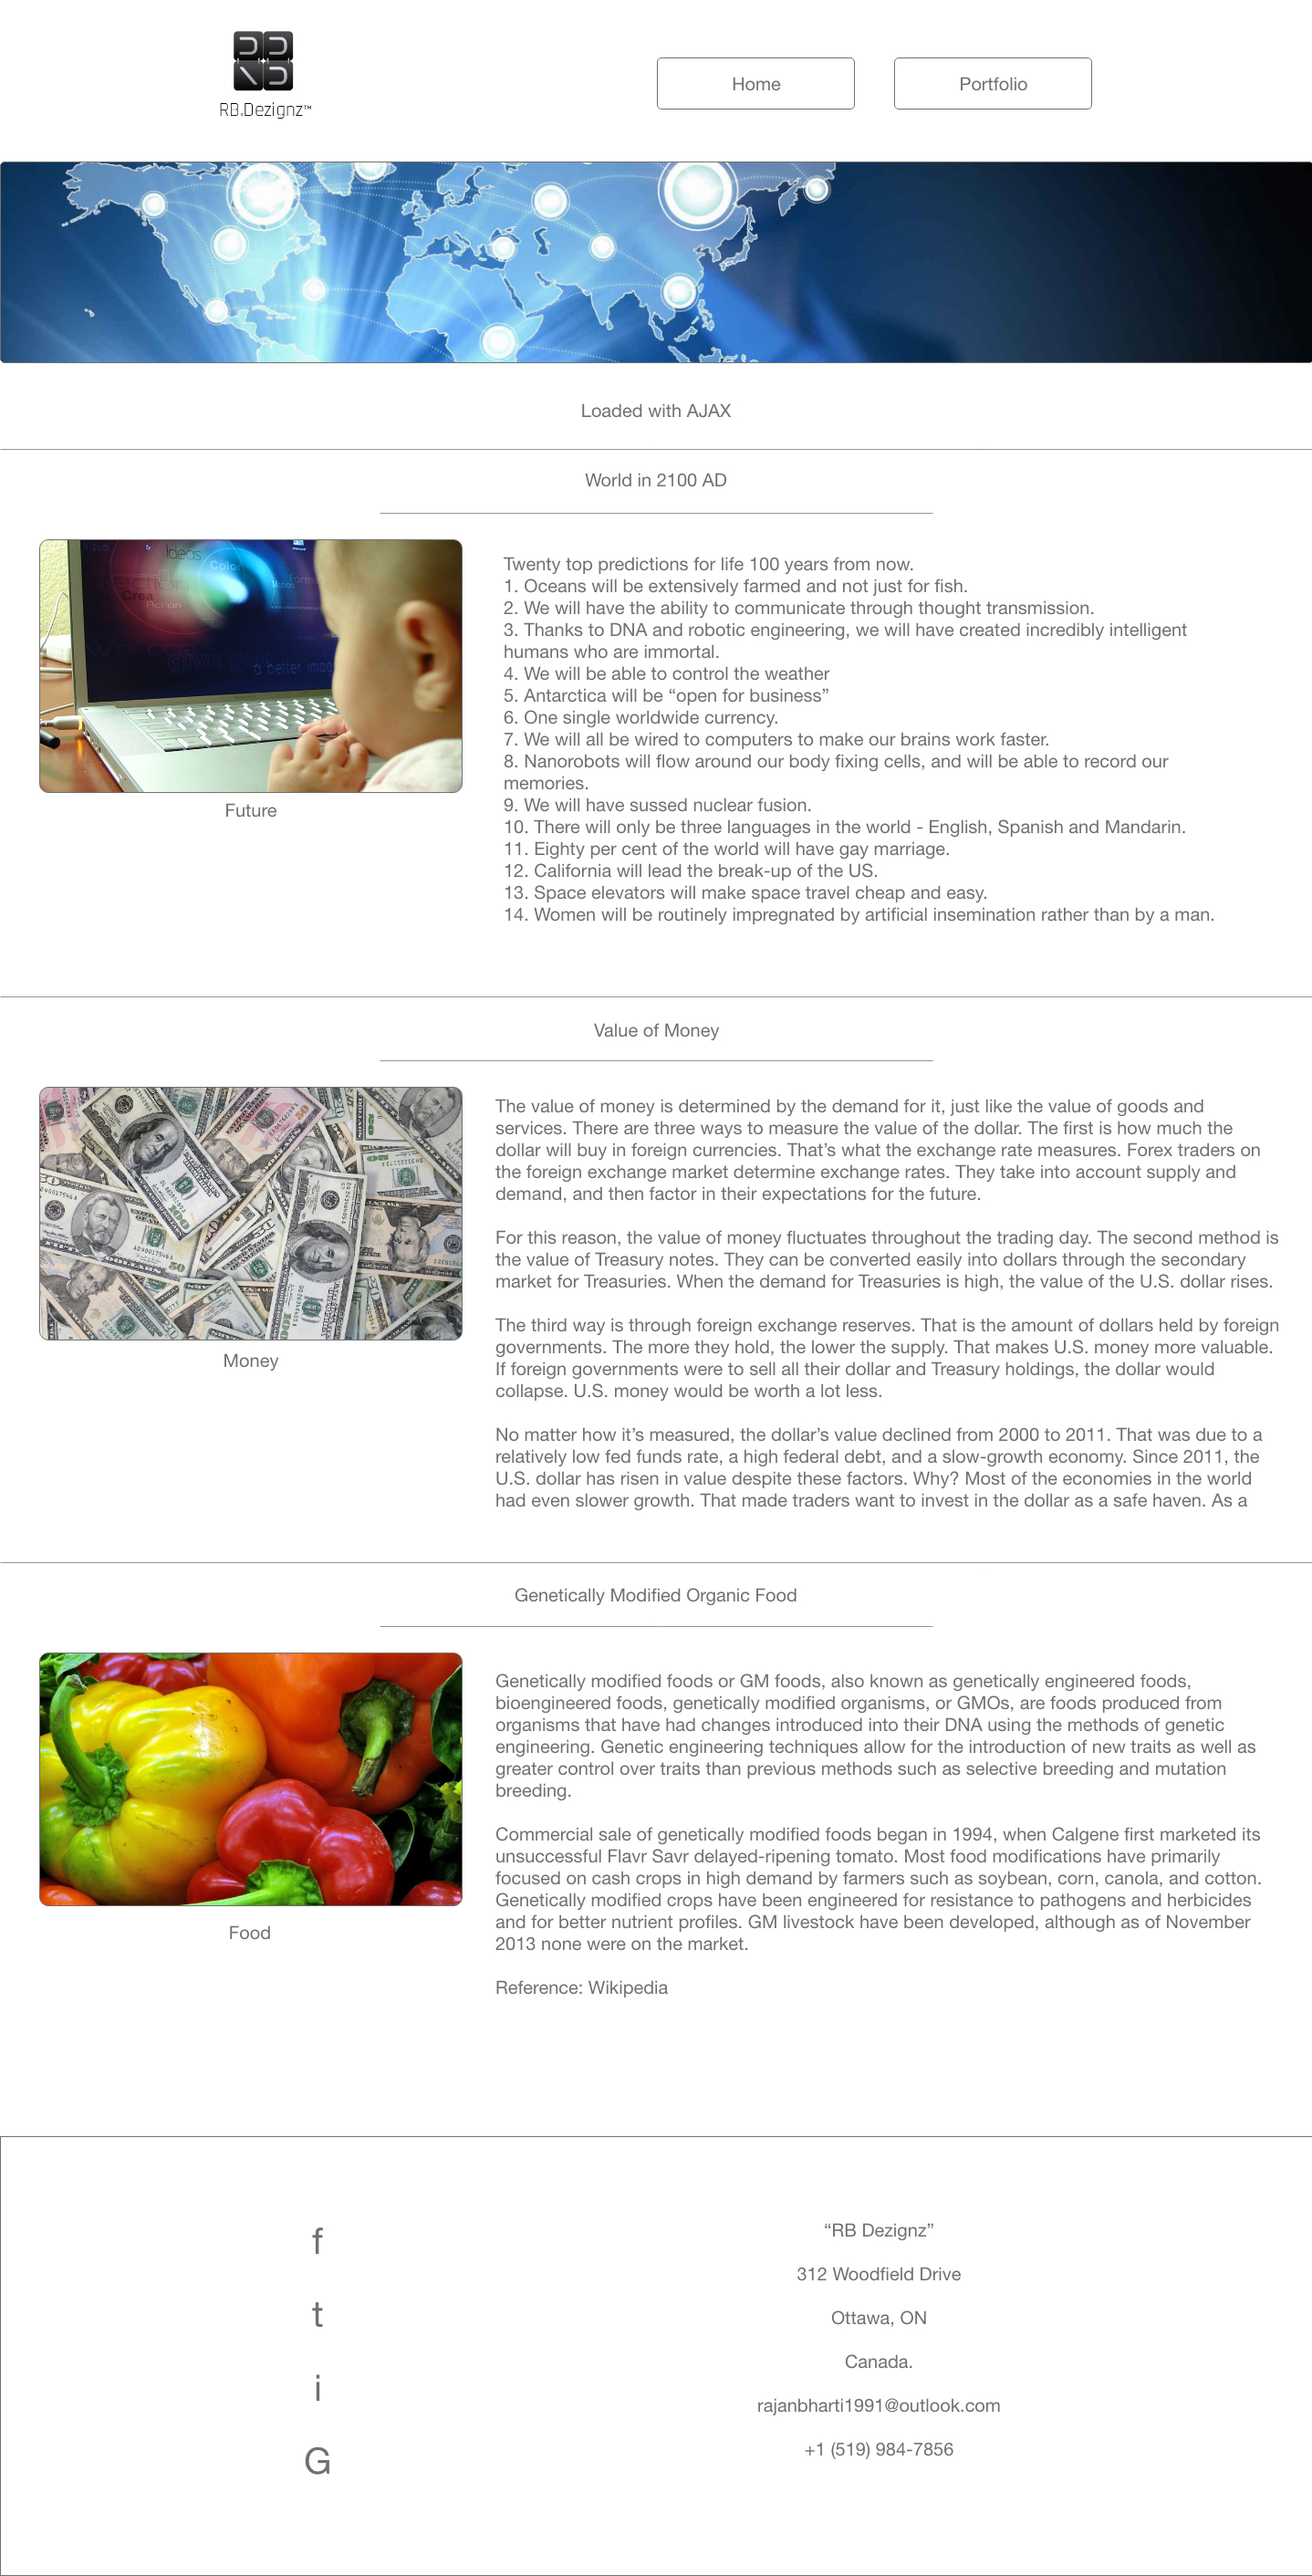 RB.Dezignz™
Home
Portfolio
Loaded with AJAX
World in 2100 AD
Ideas
Color
Crea
Action
we can
give you
a better imag
Future
Twenty top predictions for life 100 years from now.
1. Oceans will be extensively farmed and not just for fish.
2. We will have the ability to communicate through thought transmission.
3. Thanks to DNA and robotic engineering, we will have created incredibly intelligent
humans who are immortal.
4. We will be able to control the weather
5. Antarctica will be “open for business”
6. One single worldwide currency.
7. We will all be wired to computers to make our brains work faster.
8. Nanorobots will flow around our body fixing cells, and will be able to record our
memories.
9. We will have sussed nuclear fusion.
10. There will only be three languages in the world - English, Spanish and Mandarin.
11. Eighty per cent of the world will have gay marriage.
12. California will lead the break-up of the US.
13. Space elevators will make space travel cheap and easy.
14. Women will be routinely impregnated by artificial insemination rather than by a man.
Value of Money
Money
The value of money is determined by the demand for it, just like the value of goods and
services. There are three ways to measure the value of the dollar. The first is how much the
dollar will buy in foreign currencies. That’s what the exchange rate measures. Forex traders on
the foreign exchange market determine exchange rates. They take into account supply and
demand, and then factor in their expectations for the future.
For this reason, the value of money fluctuates throughout the trading day. The second method is
the value of Treasury notes. They can be converted easily into dollars through the secondary
market for Treasuries. When the demand for Treasuries is high, the value of the U.S. dollar rises.
The third way is through foreign exchange reserves. That is the amount of dollars held by foreign
governments. The more they hold, the lower the supply. That makes U.S. money more valuable.
If foreign governments were to sell all their dollar and Treasury holdings, the dollar would
collapse. U.S. money would be worth a lot less.
No matter how it’s measured, the dollar’s value declined from 2000 to 2011. That was due to a
relatively low fed funds rate, a high federal debt, and a slow-growth economy. Since 2011, the
U.S. dollar has risen in value despite these factors. Why? Most of the economies in the world
had even slower growth. That made traders want to invest in the dollar as a safe haven. As a
Genetically Modified Organic Food
Food
Genetically modified foods or GM foods, also known as genetically engineered foods,
bioengineered foods, genetically modified organisms, or GMOs, are foods produced from
organisms that have had changes introduced into their DNA using the methods of genetic
engineering. Genetic engineering techniques allow for the introduction of new traits as well as
greater control over traits than previous methods such as selective breeding and mutation
breeding.
Commercial sale of genetically modified foods began in 1994, when Calgene first marketed its
unsuccessful Flavr Savr delayed-ripening tomato. Most food modifications have primarily
focused on cash crops in high demand by farmers such as soybean, corn, canola, and cotton.
Genetically modified crops have been engineered for resistance to pathogens and herbicides
and for better nutrient profiles. GM livestock have been developed, although as of November
2013 none were on the market.
Reference: Wikipedia
f
t
i
G
“RB Dezignz”
312 Woodfield Drive
Ottawa, ON
Canada.
rajanbharti1991@outlook.com
+1 (519) 984-7856